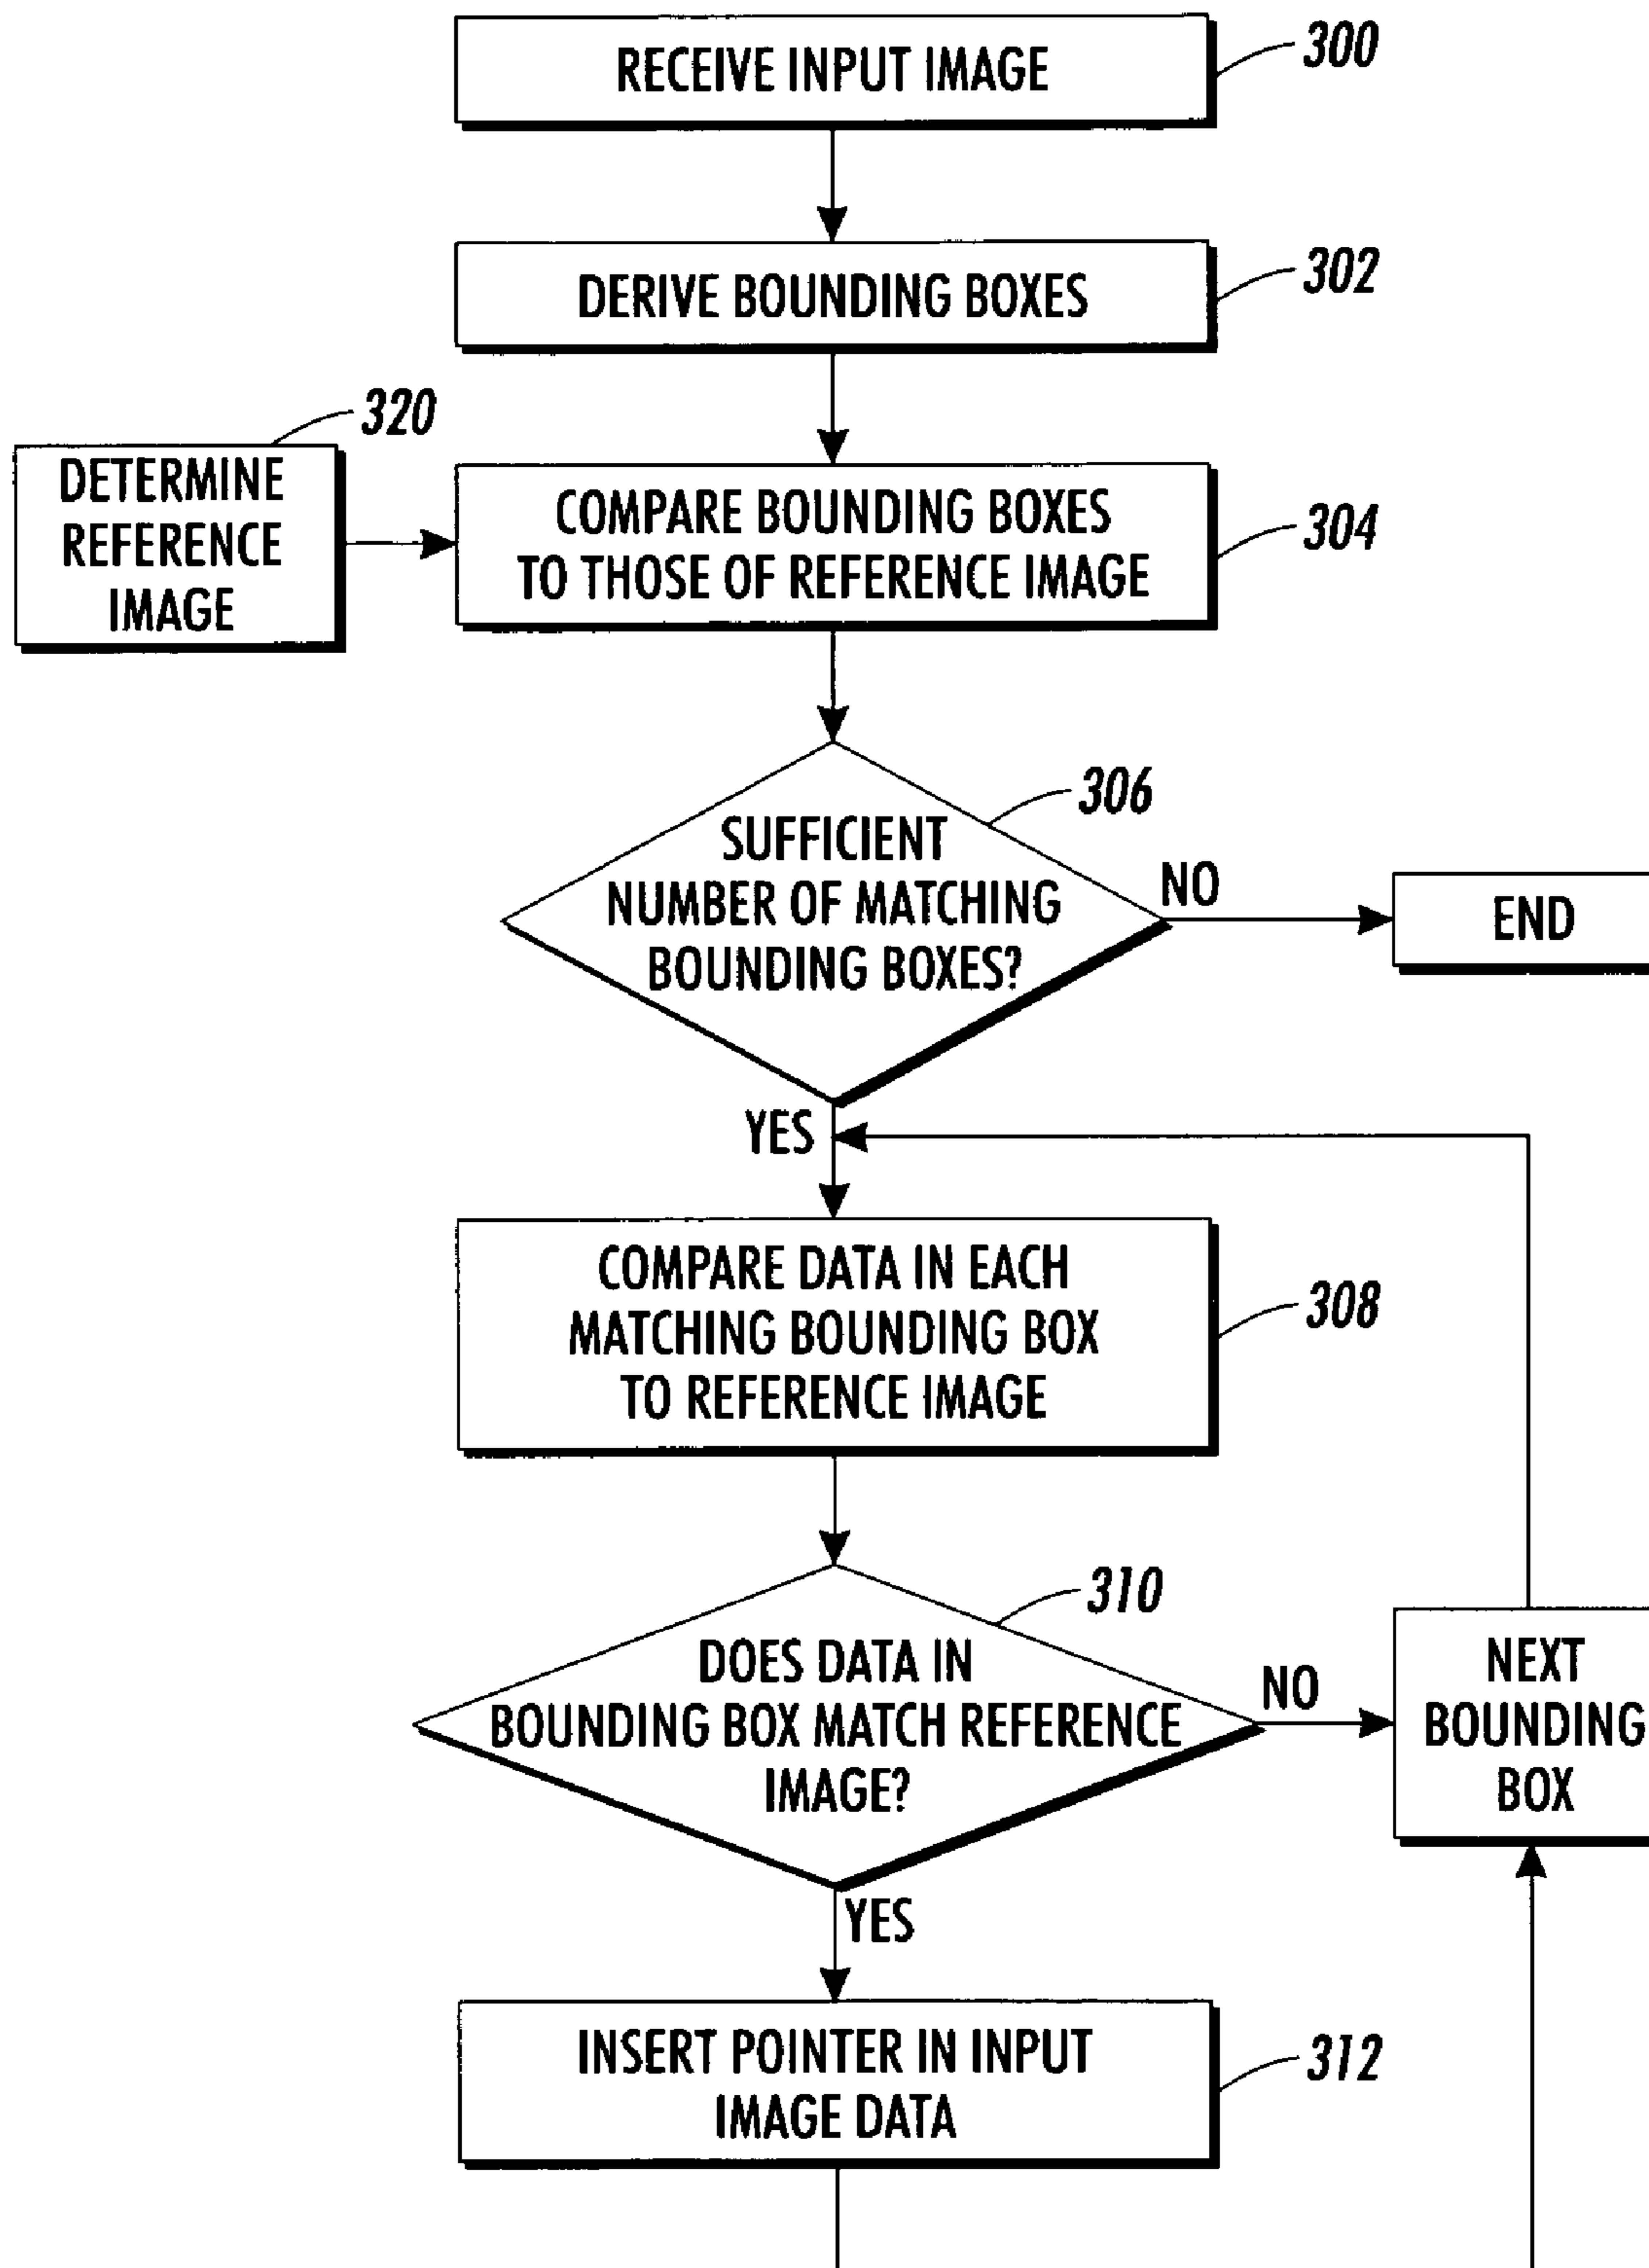 RECEIVE INPUT IMAGE
300
DERIVE BOUNDING BOXES
302
320
DETERMINE
REFERENCE
IMAGE
COMPARE BOUNDING BOXES
TO THOSE OF REFERENCE IMAGE
304
306
SUFFICIENT
NUMBER OF MATCHING
BOUNDING BOXES?
NO
END
YES
COMPARE DATA IN EACH
MATCHING BOUNDING BOX
TO REFERENCE IMAGE
308
310
DOES DATA IN
BOUNDING BOX MATCH REFERENCE
IMAGE?
NO
NEXT
BOUNDING
BOX
YES
INSERT POINTER IN INPUT
IMAGE DATA
312